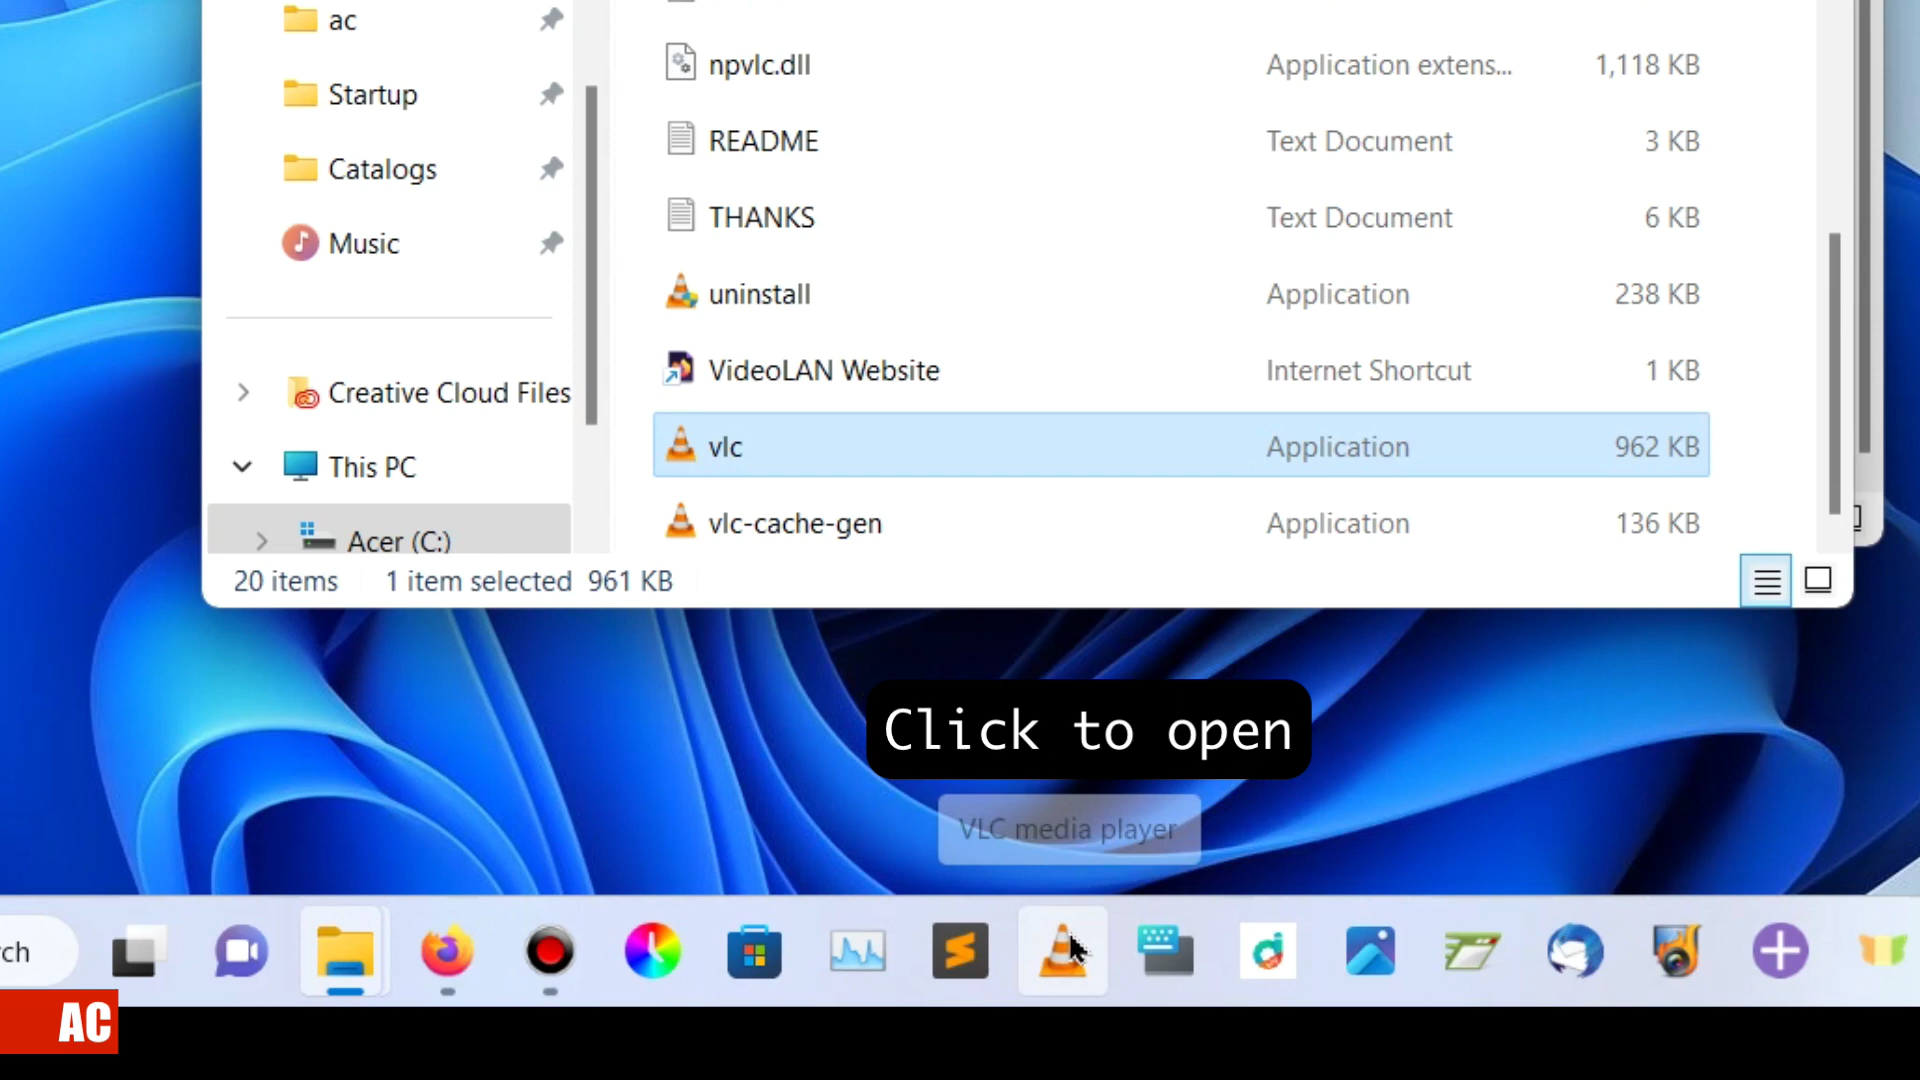 ac
Startup
Catalogs
Music
Creative Cloud Files
This PC
Acer (C:)
npvlc.dll Application extens... 1,118 KB
README Text Document 3 KB
THANKS Text Document 6 KB
uninstall Application 238 KB
VideoLAN Website Internet Shortcut 1 KB
vlc Application 962 KB
vlc-cache-gen Application 136 KB
20 items 1 item selected 961 KB
Click to open
VLC media player
rch
AC